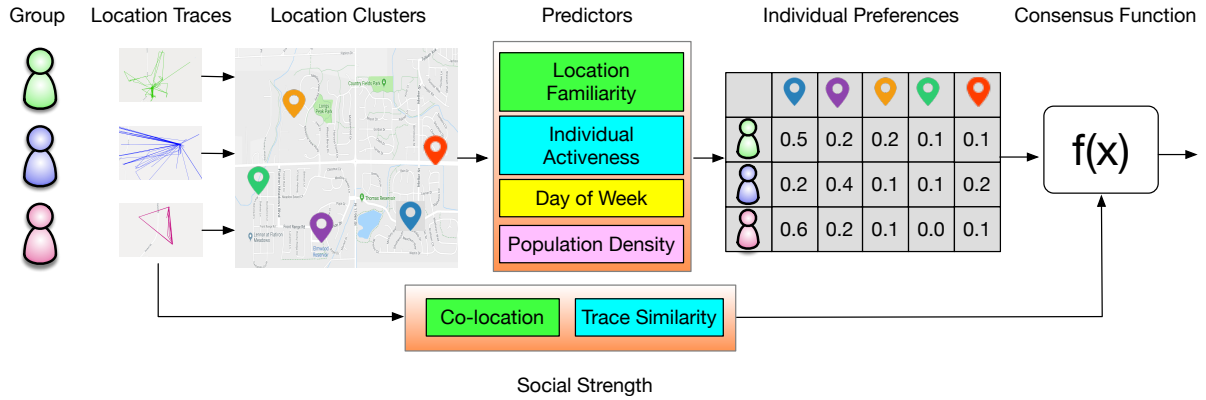 Group
Location Traces
Location Clusters
Predictors
Individual Preferences
Consensus Function
Country Fields Park
Location
Familiarity
Individual
Activeness
Day of Week
Population Density
Thomas Reservoir
0.5 0.2 0.2 0.1 0.1
0.2 0.4 0.1 0.1 0.2
0.6 0.2 0.1 0.0 0.1
f(x)
Co-location
Trace Similarity
Social Strength